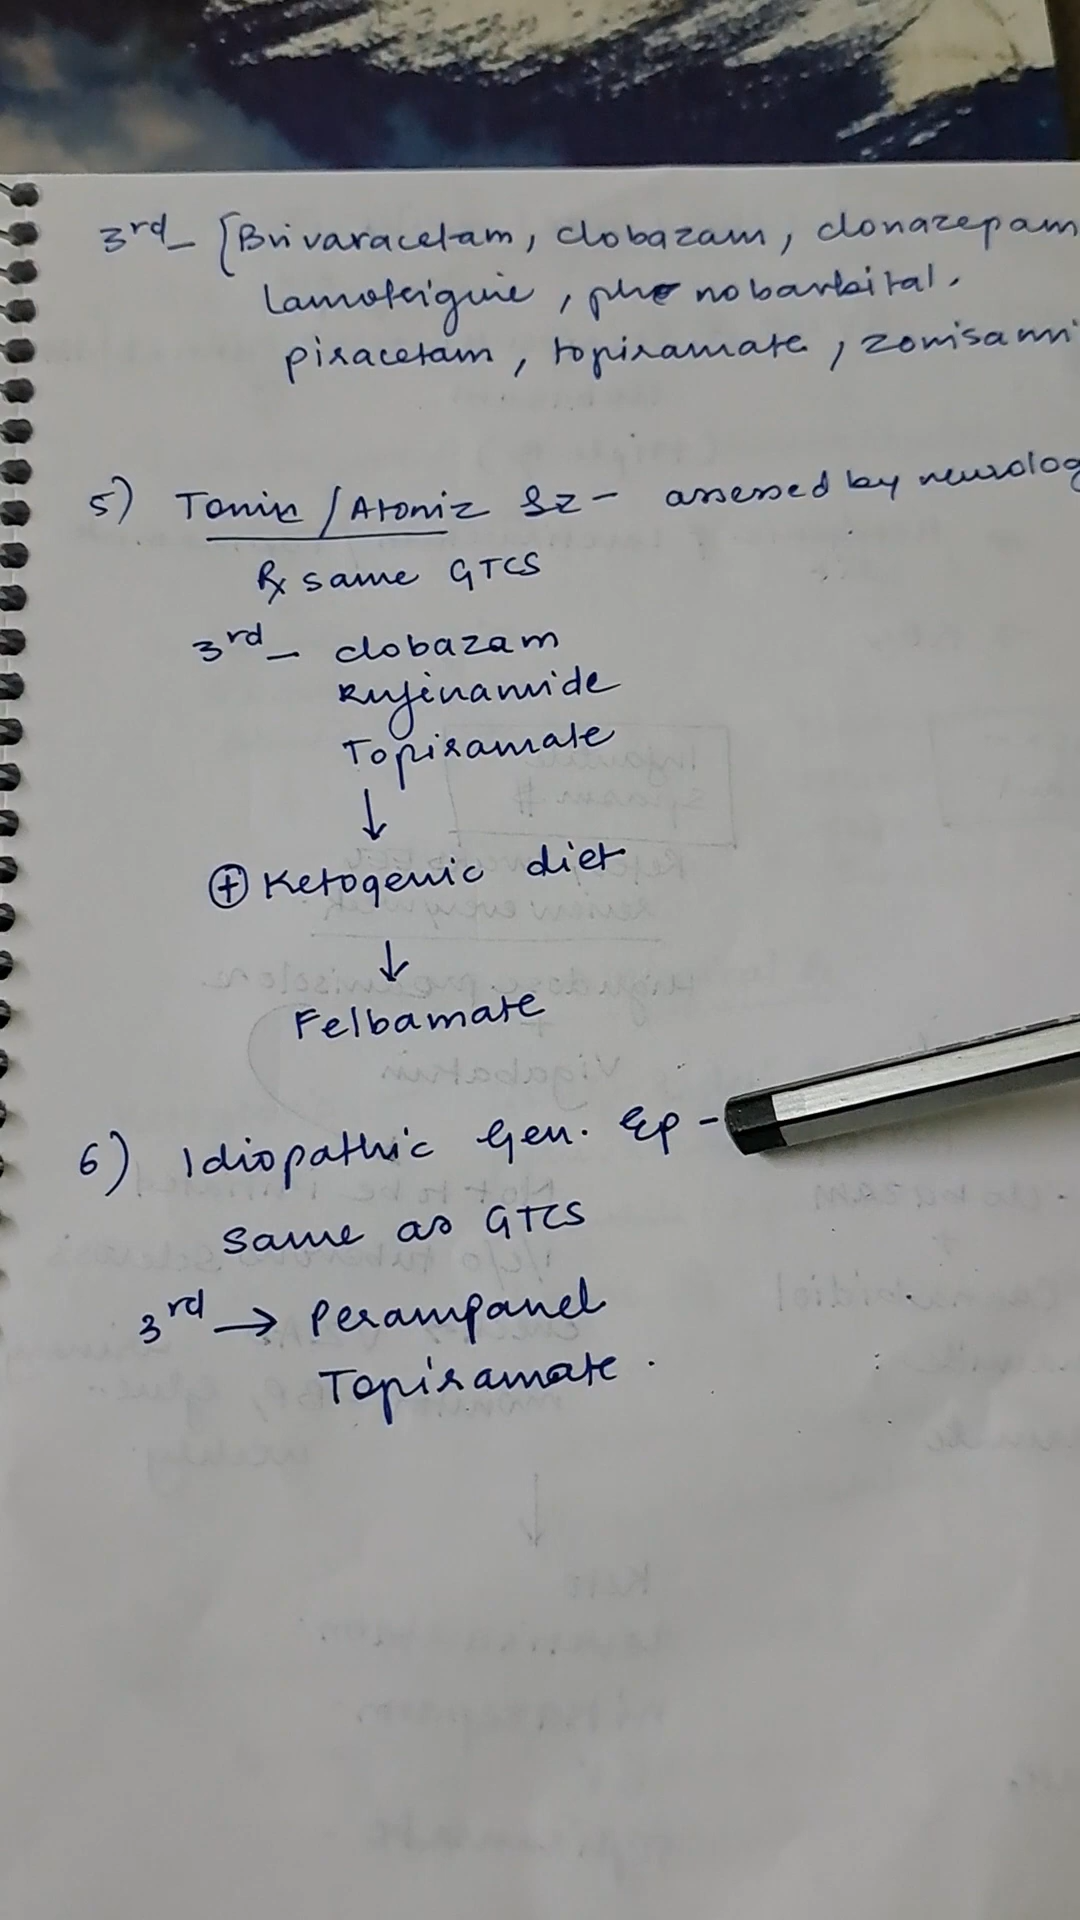 3rd - [Brivaracetam, clobazam, clonazepam
Lamotrigine, phenobarbital.
piracetam, topiramate, zonisami
5) Tonic / Atonic Sz - assessed by neurolog
Rx same GTCS
3rd - clobazam
Rufinamide
Topiramate
↓
⊕ Ketogenic diet
↓
Felbamate
6) Idiopathic Gen. Ep -
same as GTCS
3rd → Perampanel
Topiramate.